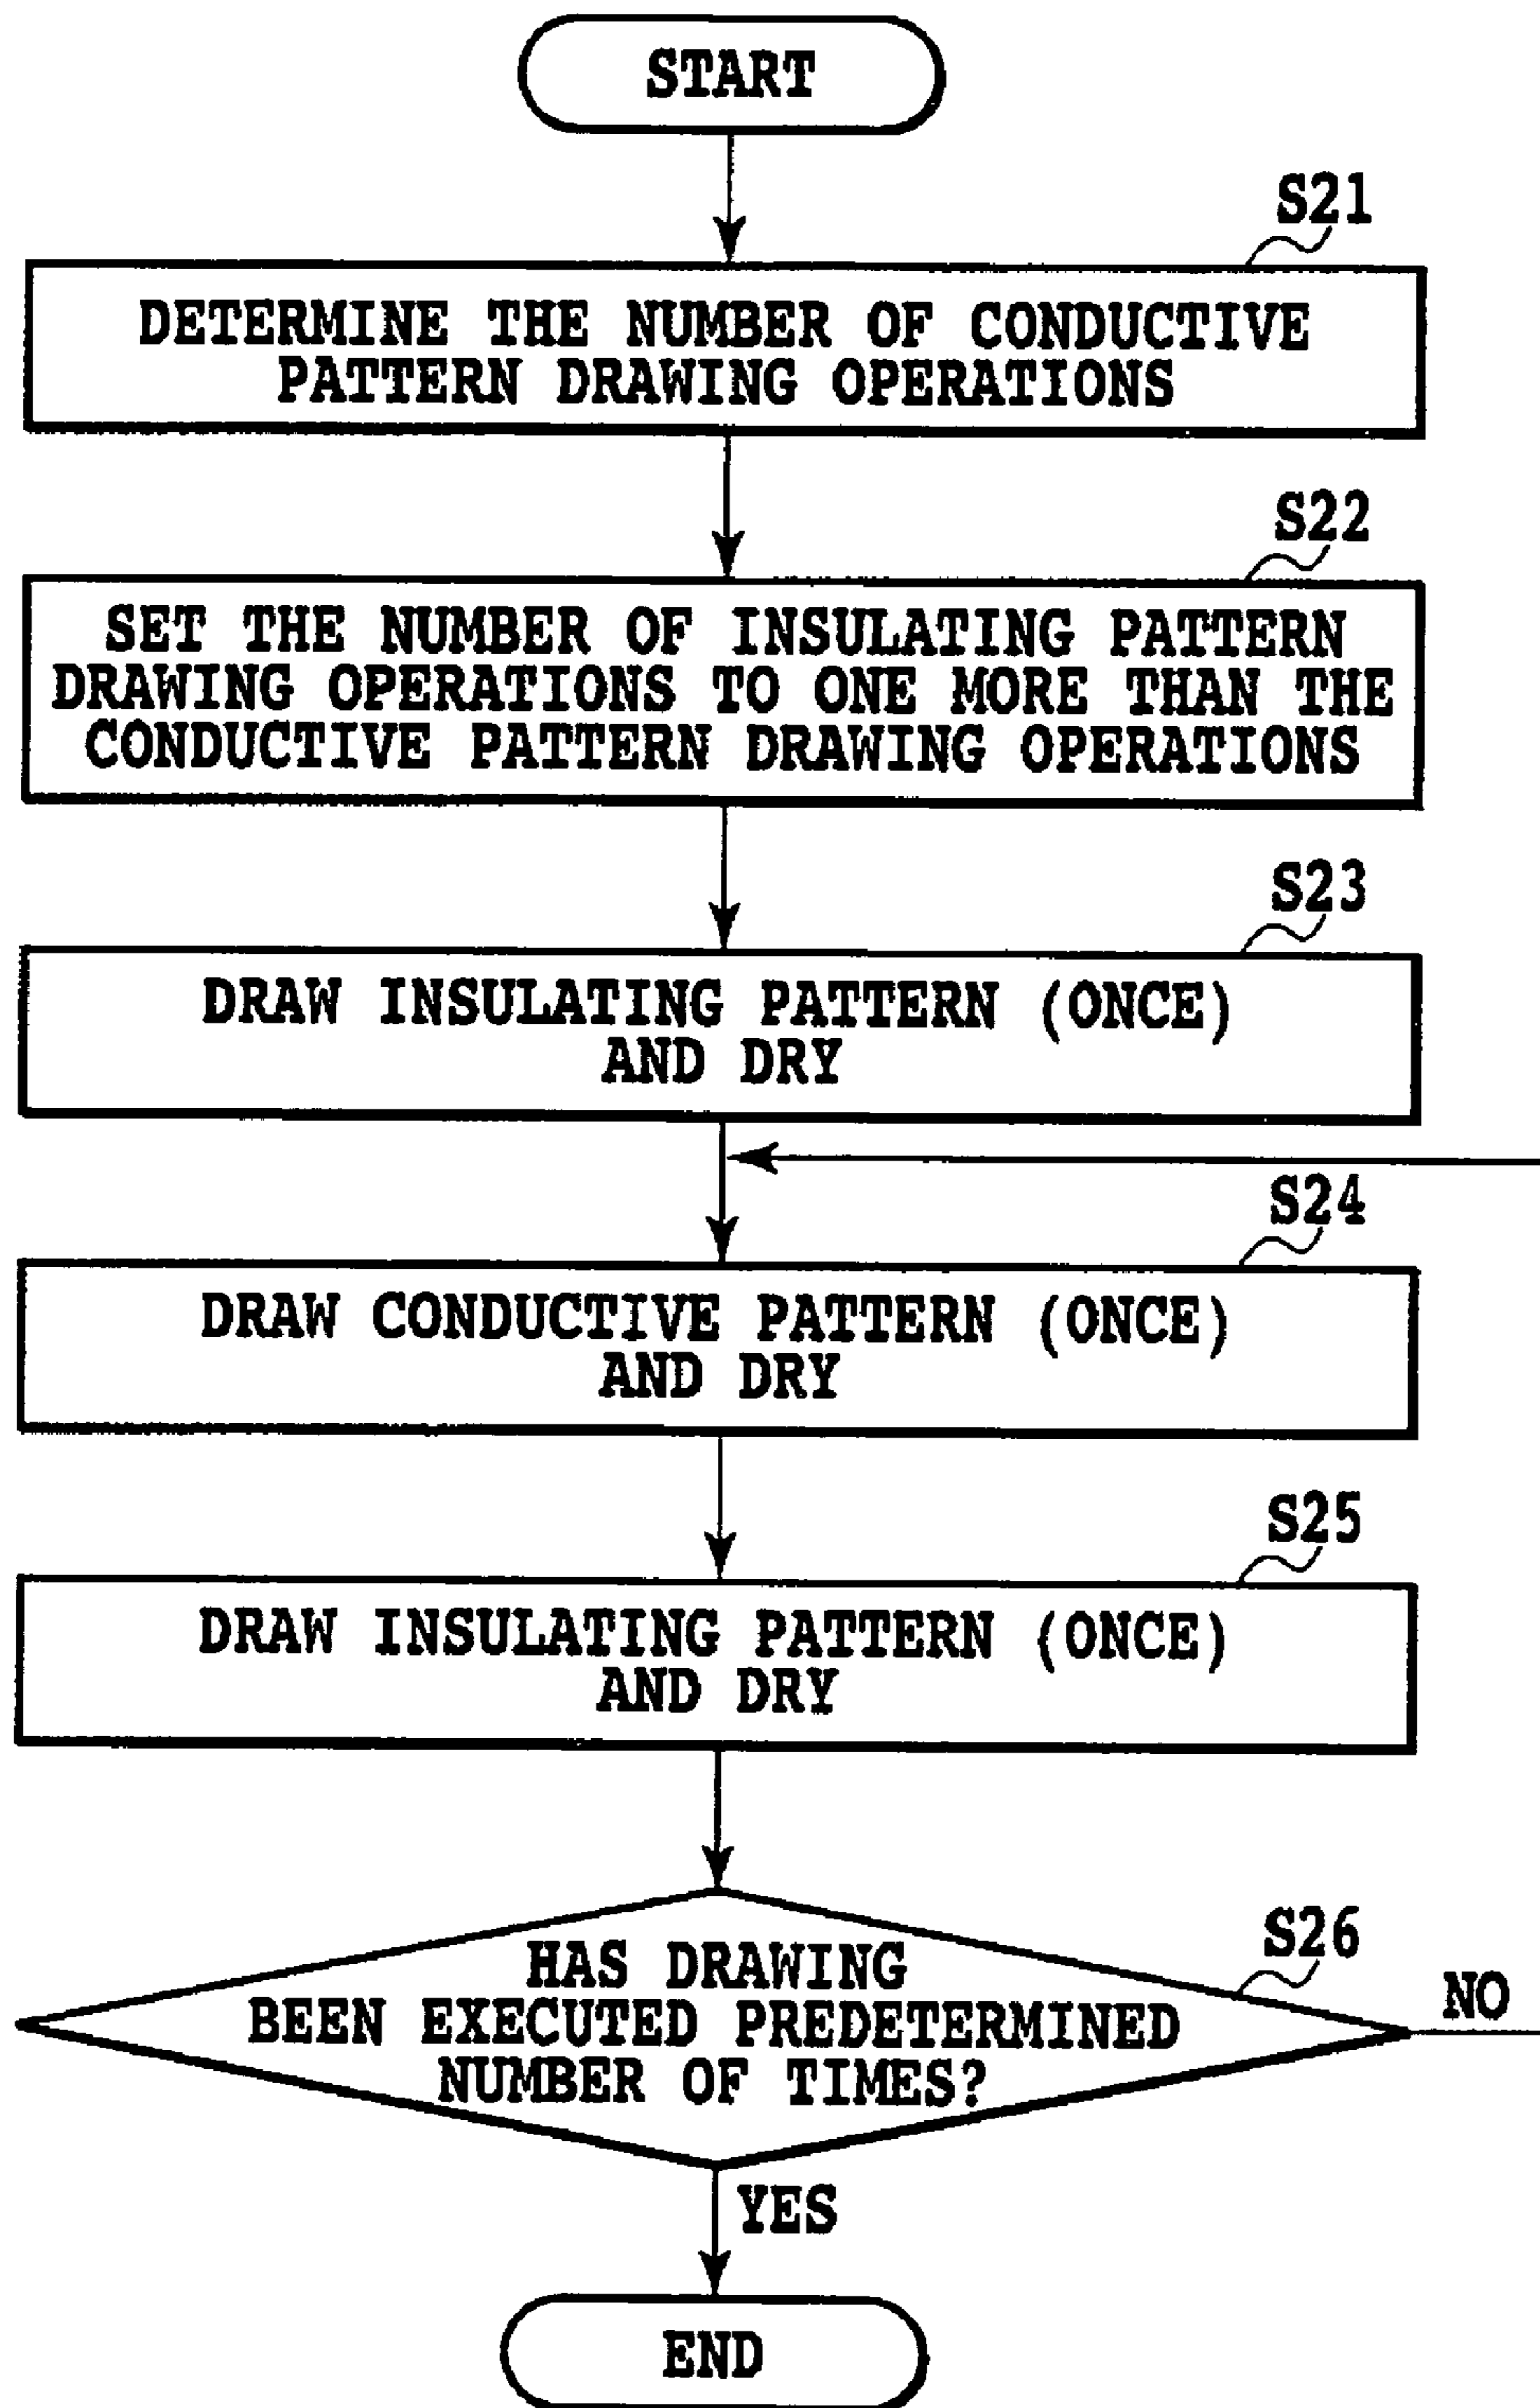 START
S21
DETERMINE THE NUMBER OF CONDUCTIVE
PATTERN DRAWING OPERATIONS
S22
SET THE NUMBER OF INSULATING PATTERN
DRAWING OPERATIONS TO ONE MORE THAN THE
CONDUCTIVE PATTERN DRAWING OPERATIONS
S23
DRAW INSULATING PATTERN (ONCE)
AND DRY
S24
DRAW CONDUCTIVE PATTERN (ONCE)
AND DRY
S25
DRAW INSULATING PATTERN (ONCE)
AND DRY
S26
HAS DRAWING
BEEN EXECUTED PREDETERMINED
NUMBER OF TIMES?
NO
YES
END